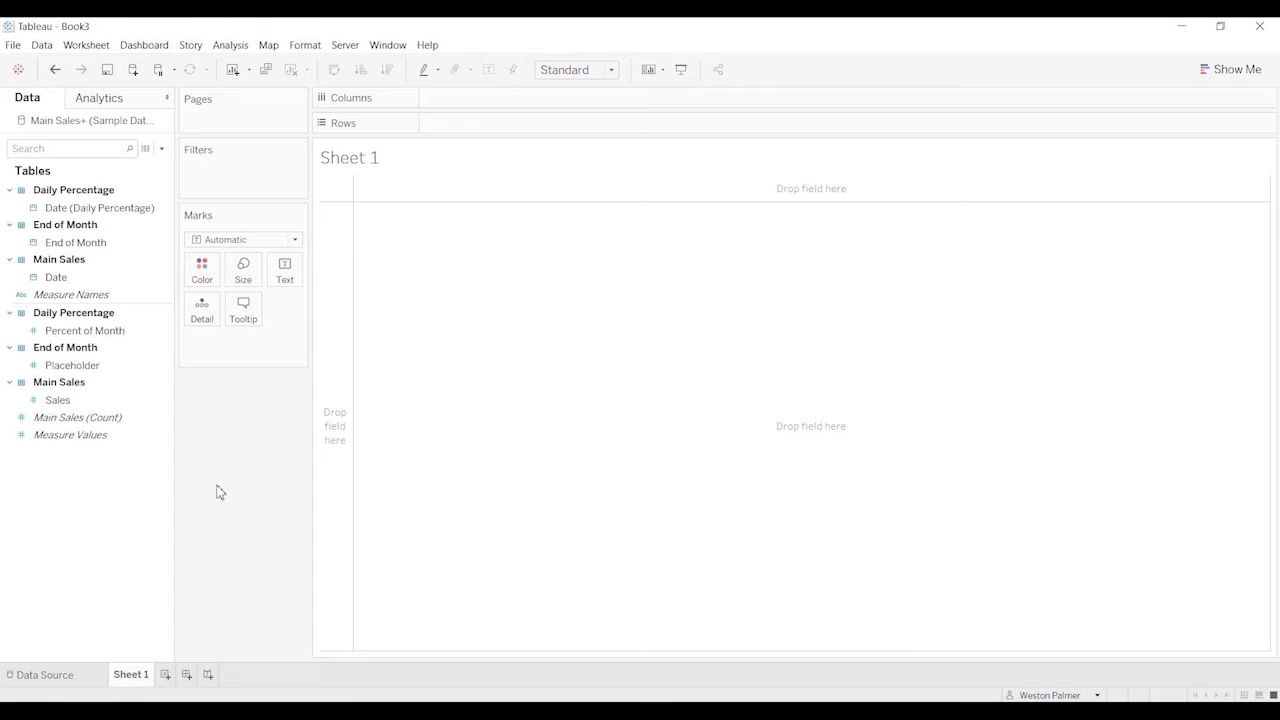 Tableau - Book3
File Data Worksheet Dashboard Story Analysis Map Format Server Window Help
Standard
Show Me
Data Analytics
Main Sales+ (Sample Dat...
Search
Tables
Daily Percentage
Date (Daily Percentage)
End of Month
End of Month
Main Sales
Date
Abc Measure Names
Daily Percentage
Percent of Month
End of Month
Placeholder
Main Sales
Sales
Main Sales (Count)
Measure Values
Pages
Filters
Marks
Automatic
Color Size Text
Detail Tooltip
Columns
Rows
Sheet 1
Drop field here
Drop
field
here
Drop field here
Data Source Sheet 1
Weston Palmer